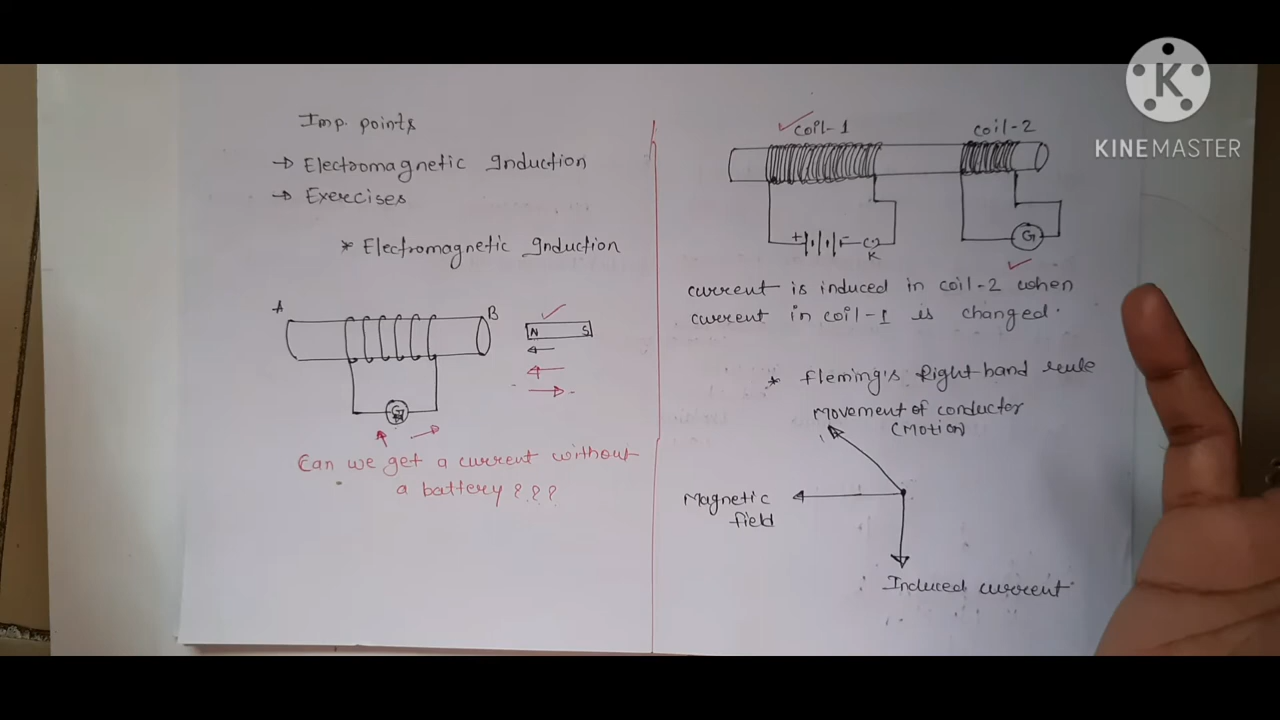 Imp. points
→ Electromagnetic Induction
→ Exercises
* Electromagnetic Induction
A
B
N S
G
Can we get a current without
a battery ???
coil-1
coil-2
+ -
K
G
current is induced in coil-2 when
current in coil-1 is changed.
* Fleming's Right hand rule
Movement of conductor
(Motion)
Magnetic
field
Induced current
K
KINEMASTER